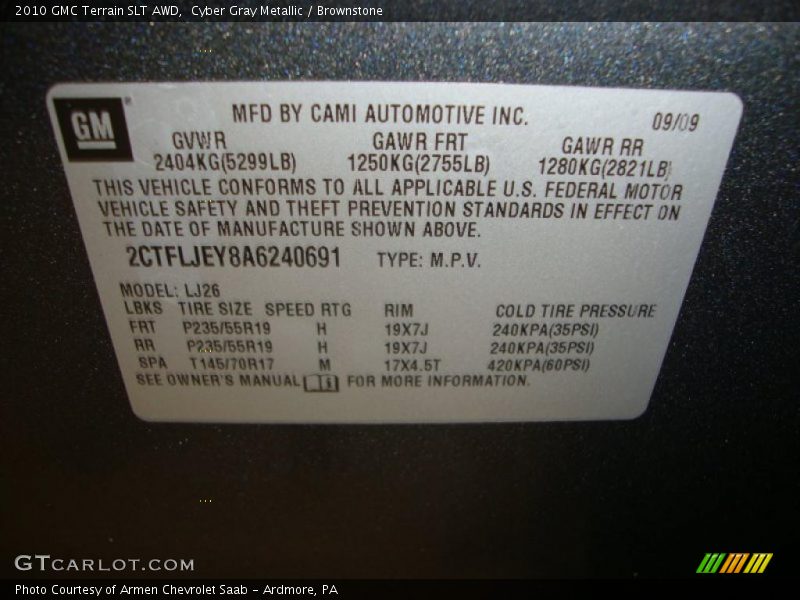 2010 GMC Terrain SLT AWD, Cyber Gray Metallic / Brownstone
GM
MFD BY CAMI AUTOMOTIVE INC. 09/09
GVWR GAWR FRT GAWR RR
2404KG(5299LB) 1250KG(2755LB) 1280KG(2821LB)
THIS VEHICLE CONFORMS TO ALL APPLICABLE U.S. FEDERAL MOTOR
VEHICLE SAFETY AND THEFT PREVENTION STANDARDS IN EFFECT ON
THE DATE OF MANUFACTURE SHOWN ABOVE.
2CTFLJEY8A6240691 TYPE: M.P.V.
MODEL: LJ26
LBKS TIRE SIZE SPEED RTG RIM COLD TIRE PRESSURE
FRT P235/55R19 H 19X7J 240KPA(35PSI)
RR P235/55R19 H 19X7J 240KPA(35PSI)
SPA T145/70R17 M 17X4.5T 420KPA(60PSI)
SEE OWNER'S MANUAL FOR MORE INFORMATION.
GTCARLOT.COM
Photo Courtesy of Armen Chevrolet Saab - Ardmore, PA